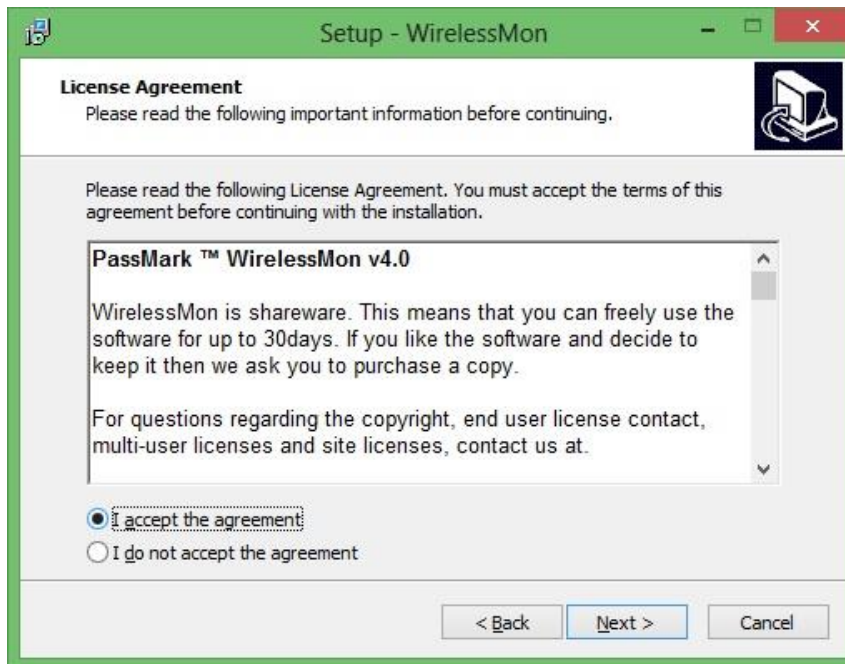 Setup - WirelessMon
License Agreement
Please read the following important information before continuing.
Please read the following License Agreement. You must accept the terms of this
agreement before continuing with the installation.
PassMark ™ WirelessMon v4.0
WirelessMon is shareware. This means that you can freely use the
software for up to 30days. If you like the software and decide to
keep it then we ask you to purchase a copy.
For questions regarding the copyright, end user license contact,
multi-user licenses and site licenses, contact us at.
I accept the agreement
I do not accept the agreement
< Back
Next >
Cancel